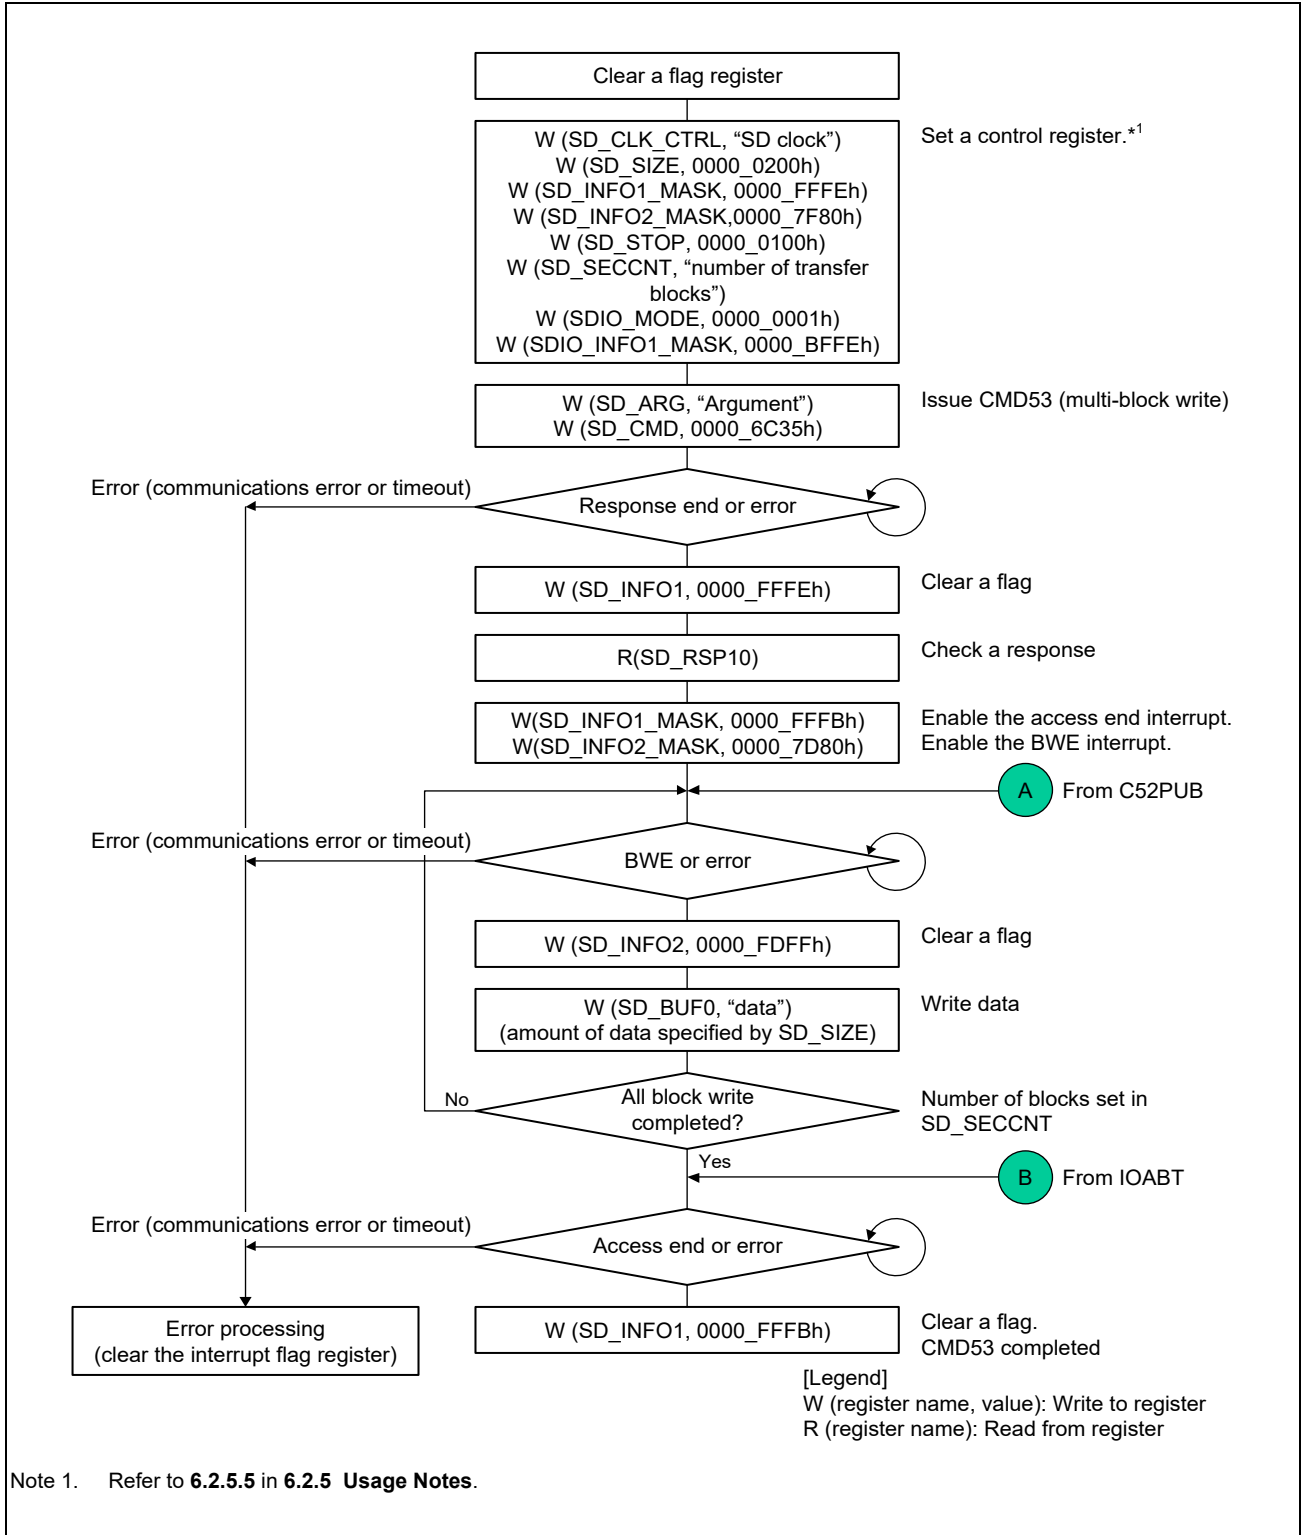 Clear a flag register
W (SD_CLK_CTRL, “SD clock”)
W (SD_SIZE, 0000_0200h)
W (SD_INFO1_MASK, 0000_FFFEh)
W (SD_INFO2_MASK,0000_7F80h)
W (SD_STOP, 0000_0100h)
W (SD_SECCNT, “number of transfer
blocks”)
W (SDIO_MODE, 0000_0001h)
W (SDIO_INFO1_MASK, 0000_BFFEh)
Set a control register.*1
W (SD_ARG, “Argument”)
W (SD_CMD, 0000_6C35h)
Issue CMD53 (multi-block write)
Error (communications error or timeout)
Response end or error
W (SD_INFO1, 0000_FFFEh)
Clear a flag
R(SD_RSP10)
Check a response
W(SD_INFO1_MASK, 0000_FFFBh)
W(SD_INFO2_MASK, 0000_7D80h)
Enable the access end interrupt.
Enable the BWE interrupt.
A
From C52PUB
Error (communications error or timeout)
BWE or error
W (SD_INFO2, 0000_FDFFh)
Clear a flag
W (SD_BUF0, “data”)
(amount of data specified by SD_SIZE)
Write data
No
All block write
completed?
Number of blocks set in
SD_SECCNT
Yes
B
From IOABT
Error (communications error or timeout)
Access end or error
Error processing
(clear the interrupt flag register)
W (SD_INFO1, 0000_FFFBh)
Clear a flag.
CMD53 completed
[Legend]
W (register name, value): Write to register
R (register name): Read from register
Note 1. Refer to 6.2.5.5 in 6.2.5 Usage Notes.